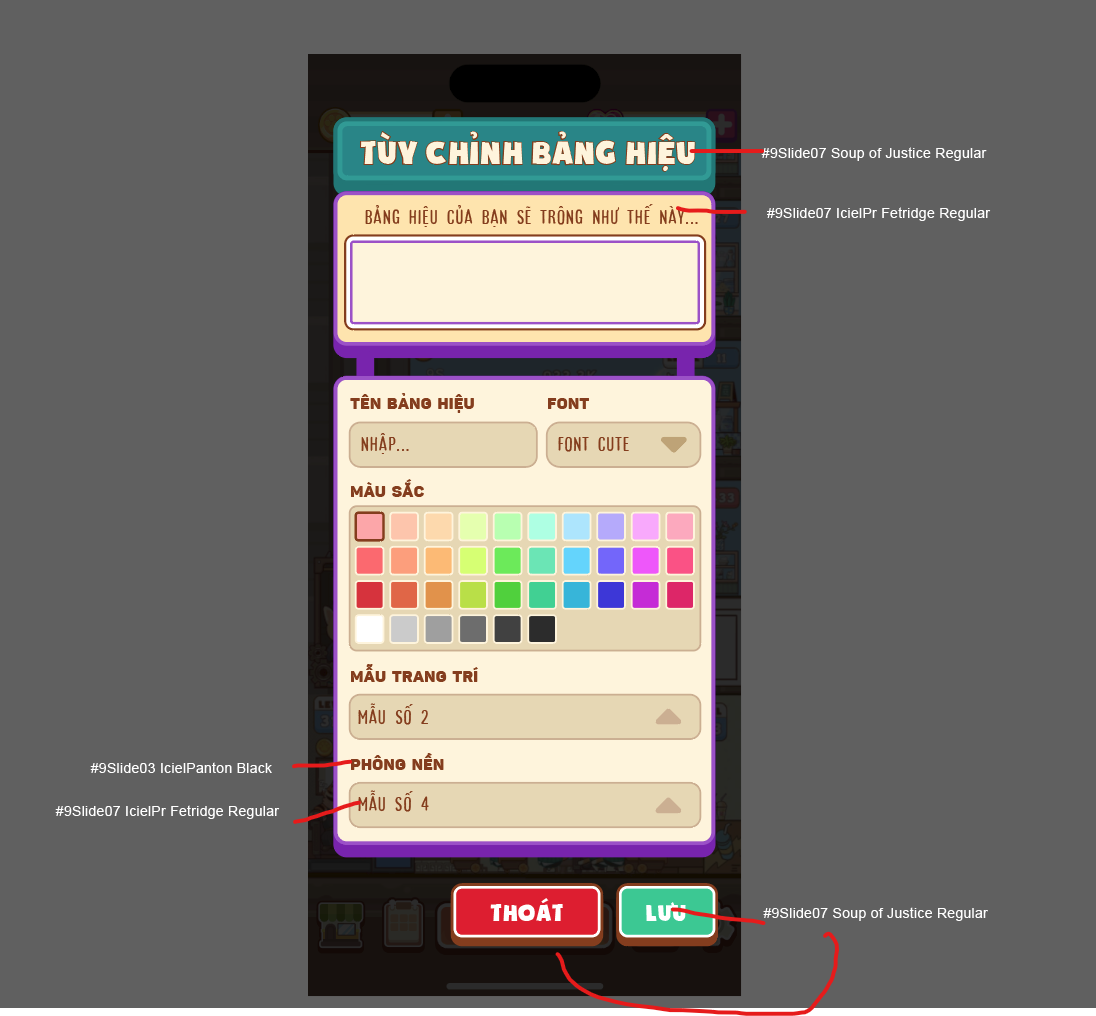 TÙY CHỈNH BẢNG HIỆU
#9Slide07 Soup of Justice Regular
BẢNG HIỆU CỦA BẠN SẼ TRÔNG NHƯ THẾ NÀY...
#9Slide07 IcielPr Fetridge Regular
TÊN BẢNG HIỆU
FONT
NHẬP...
FONT CUTE
MÀU SẮC
MẪU TRANG TRÍ
MẪU SỐ 2
PHÔNG NỀN
#9Slide03 IcielPanton Black
MẪU SỐ 4
#9Slide07 IcielPr Fetridge Regular
THOÁT
LƯU
#9Slide07 Soup of Justice Regular